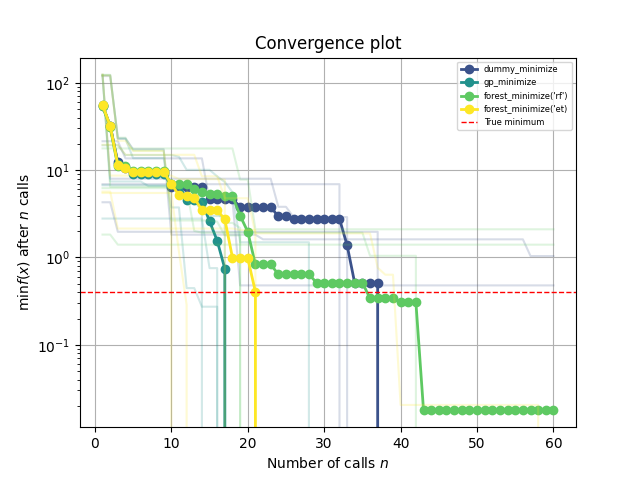 Convergence plot
min f(x) after n calls
10²
10¹
10⁰
10⁻¹
dummy_minimize
gp_minimize
forest_minimize('rf')
forest_minimize('et)
True minimum
0 10 20 30 40 50 60
Number of calls n